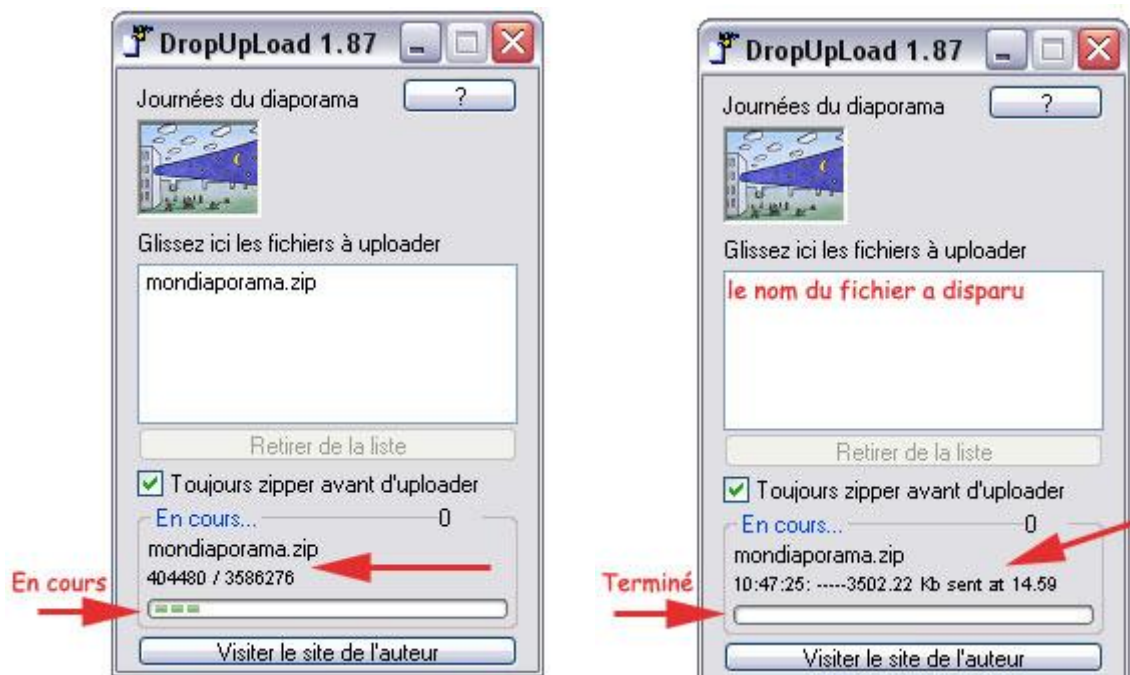 DropUpLoad 1.87
Journées du diaporama
?
Glissez ici les fichiers à uploader
mondiaporama.zip
Retirer de la liste
Toujours zipper avant d'uploader
En cours... 0
mondiaporama.zip
404480 / 3586276
En cours
Visiter le site de l'auteur
DropUpLoad 1.87
Journées du diaporama
?
Glissez ici les fichiers à uploader
le nom du fichier a disparu
Retirer de la liste
Toujours zipper avant d'uploader
En cours... 0
mondiaporama.zip
10:47:25: -----3502.22 Kb sent at 14.59
Terminé
Visiter le site de l'auteur